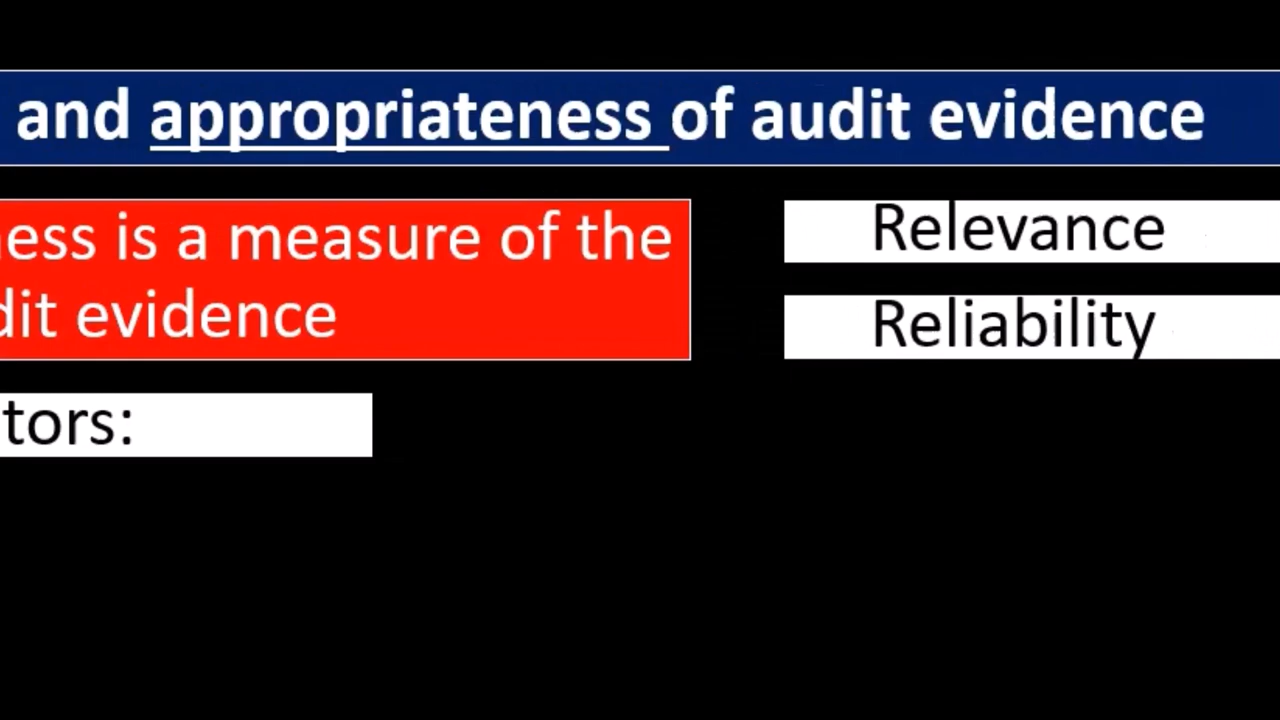 and appropriateness of audit evidence
ess is a measure of the
dit evidence
Relevance
Reliability
tors: